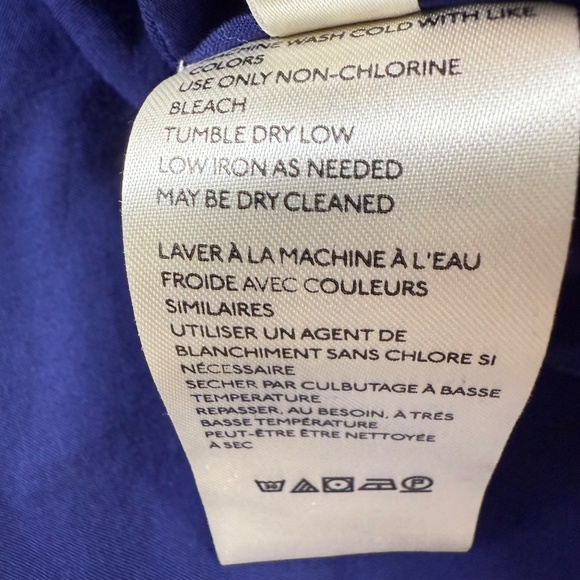 MACHINE WASH COLD WITH LIKE
COLORS
USE ONLY NON-CHLORINE
BLEACH
TUMBLE DRY LOW
LOW IRON AS NEEDED
MAY BE DRY CLEANED
LAVER À LA MACHINE À L'EAU
FROIDE AVEC COULEURS
SIMILAIRES
UTILISER UN AGENT DE
BLANCHIMENT SANS CHLORE SI
NÉCESSAIRE
SECHER PAR CULBUTAGE À BASSE
TEMPERATURE
REPASSER, AU BESOIN, À TRÉS
BASSE TEMPÉRATURE
PEUT-ÊTRE ÊTRE NETTOYÉE
À SEC